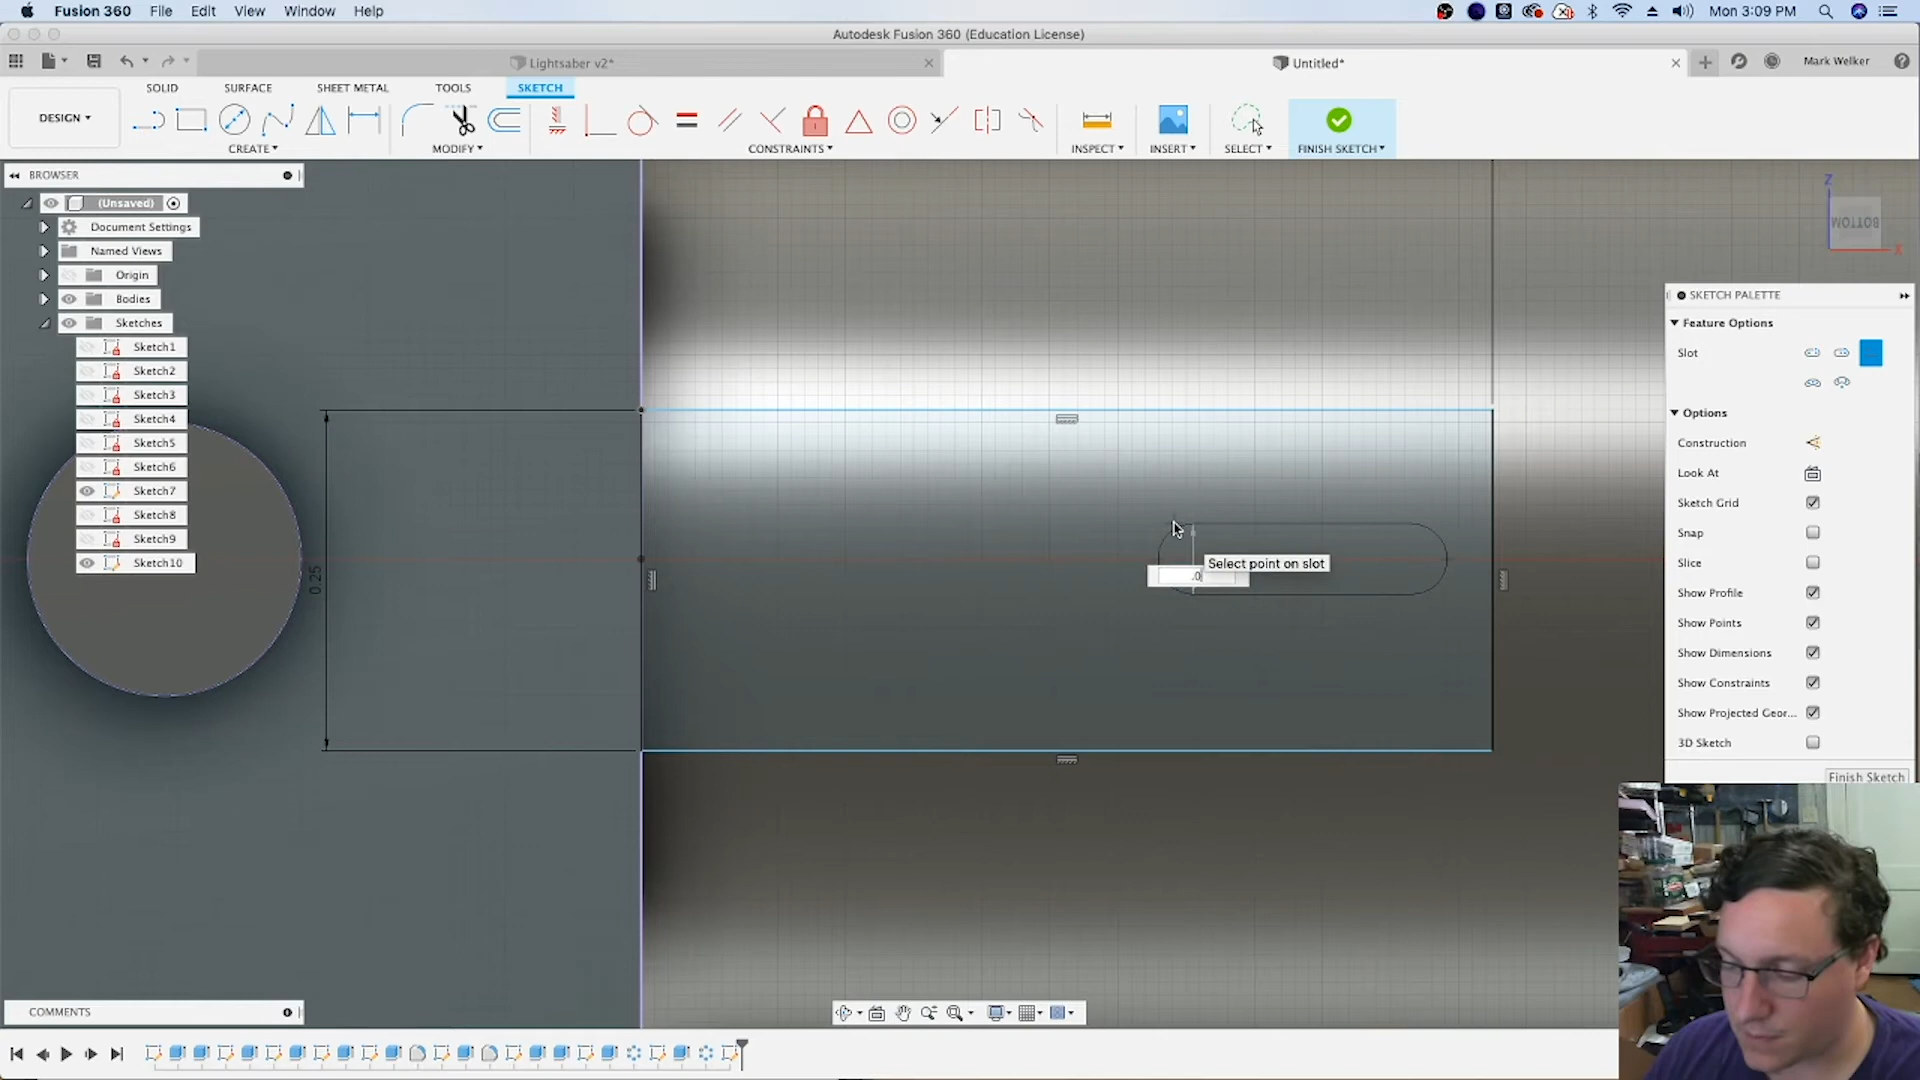 Fusion 360 File Edit View Window Help Mon 3:09 PM
Autodesk Fusion 360 (Education License)
Lightsaber v2* Untitled* Mark Welker
SOLID SURFACE SHEET METAL TOOLS SKETCH
DESIGN
CREATE MODIFY CONSTRAINTS INSPECT INSERT SELECT FINISH SKETCH
BROWSER
(Unsaved)
Document Settings
Named Views
Origin
Bodies
Sketches
Sketch1
Sketch2
Sketch3
Sketch4
Sketch5
Sketch6
Sketch7
Sketch8
Sketch9
Sketch10
0.25
Select point on slot
.0
Z
BOTTOM
X
SKETCH PALETTE
Feature Options
Slot
Options
Construction
Look At
Sketch Grid
Snap
Slice
Show Profile
Show Points
Show Dimensions
Show Constraints
Show Projected Geor...
3D Sketch
Finish Sketch
COMMENTS